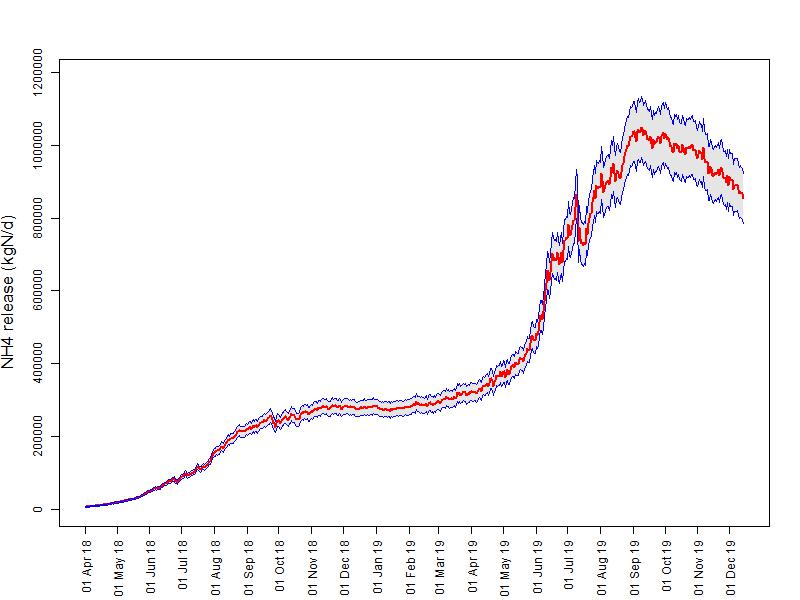 NH4 release (kgN/d)
1200000
1000000
800000
600000
400000
200000
0
01 Apr 18
01 May 18
01 Jun 18
01 Jul 18
01 Aug 18
01 Sep 18
01 Oct 18
01 Nov 18
01 Dec 18
01 Jan 19
01 Feb 19
01 Mar 19
01 Apr 19
01 May 19
01 Jun 19
01 Jul 19
01 Aug 19
01 Sep 19
01 Oct 19
01 Nov 19
01 Dec 19